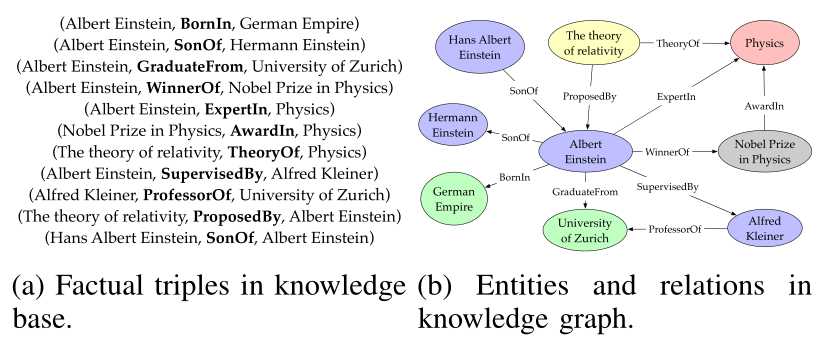 (Albert Einstein, BornIn, German Empire)
(Albert Einstein, SonOf, Hermann Einstein)
(Albert Einstein, GraduateFrom, University of Zurich)
(Albert Einstein, WinnerOf, Nobel Prize in Physics)
(Albert Einstein, ExpertIn, Physics)
(Nobel Prize in Physics, AwardIn, Physics)
(The theory of relativity, TheoryOf, Physics)
(Albert Einstein, SupervisedBy, Alfred Kleiner)
(Alfred Kleiner, ProfessorOf, University of Zurich)
(The theory of relativity, ProposedBy, Albert Einstein)
(Hans Albert Einstein, SonOf, Albert Einstein)
(a) Factual triples in knowledge
base.
Hans Albert
Einstein
The theory
of relativity
TheoryOf
Physics
SonOf
ProposedBy
ExpertIn
AwardIn
Hermann
Einstein
SonOf
Albert
Einstein
WinnerOf
Nobel Prize
in Physics
BornIn
German
Empire
GraduateFrom
SupervisedBy
University
of Zurich
ProfessorOf
Alfred
Kleiner
(b) Entities and relations in
knowledge graph.